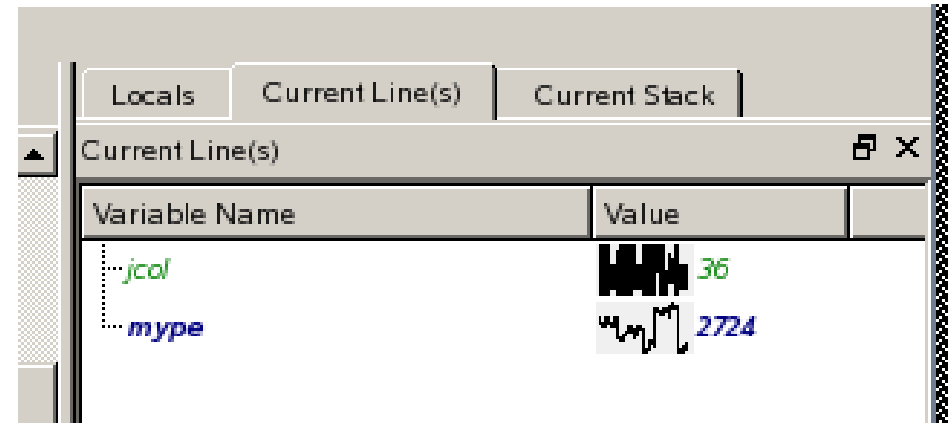 Locals Current Line(s) Current Stack
Current Line(s)
Variable Name Value
jcol 36
mype 2724